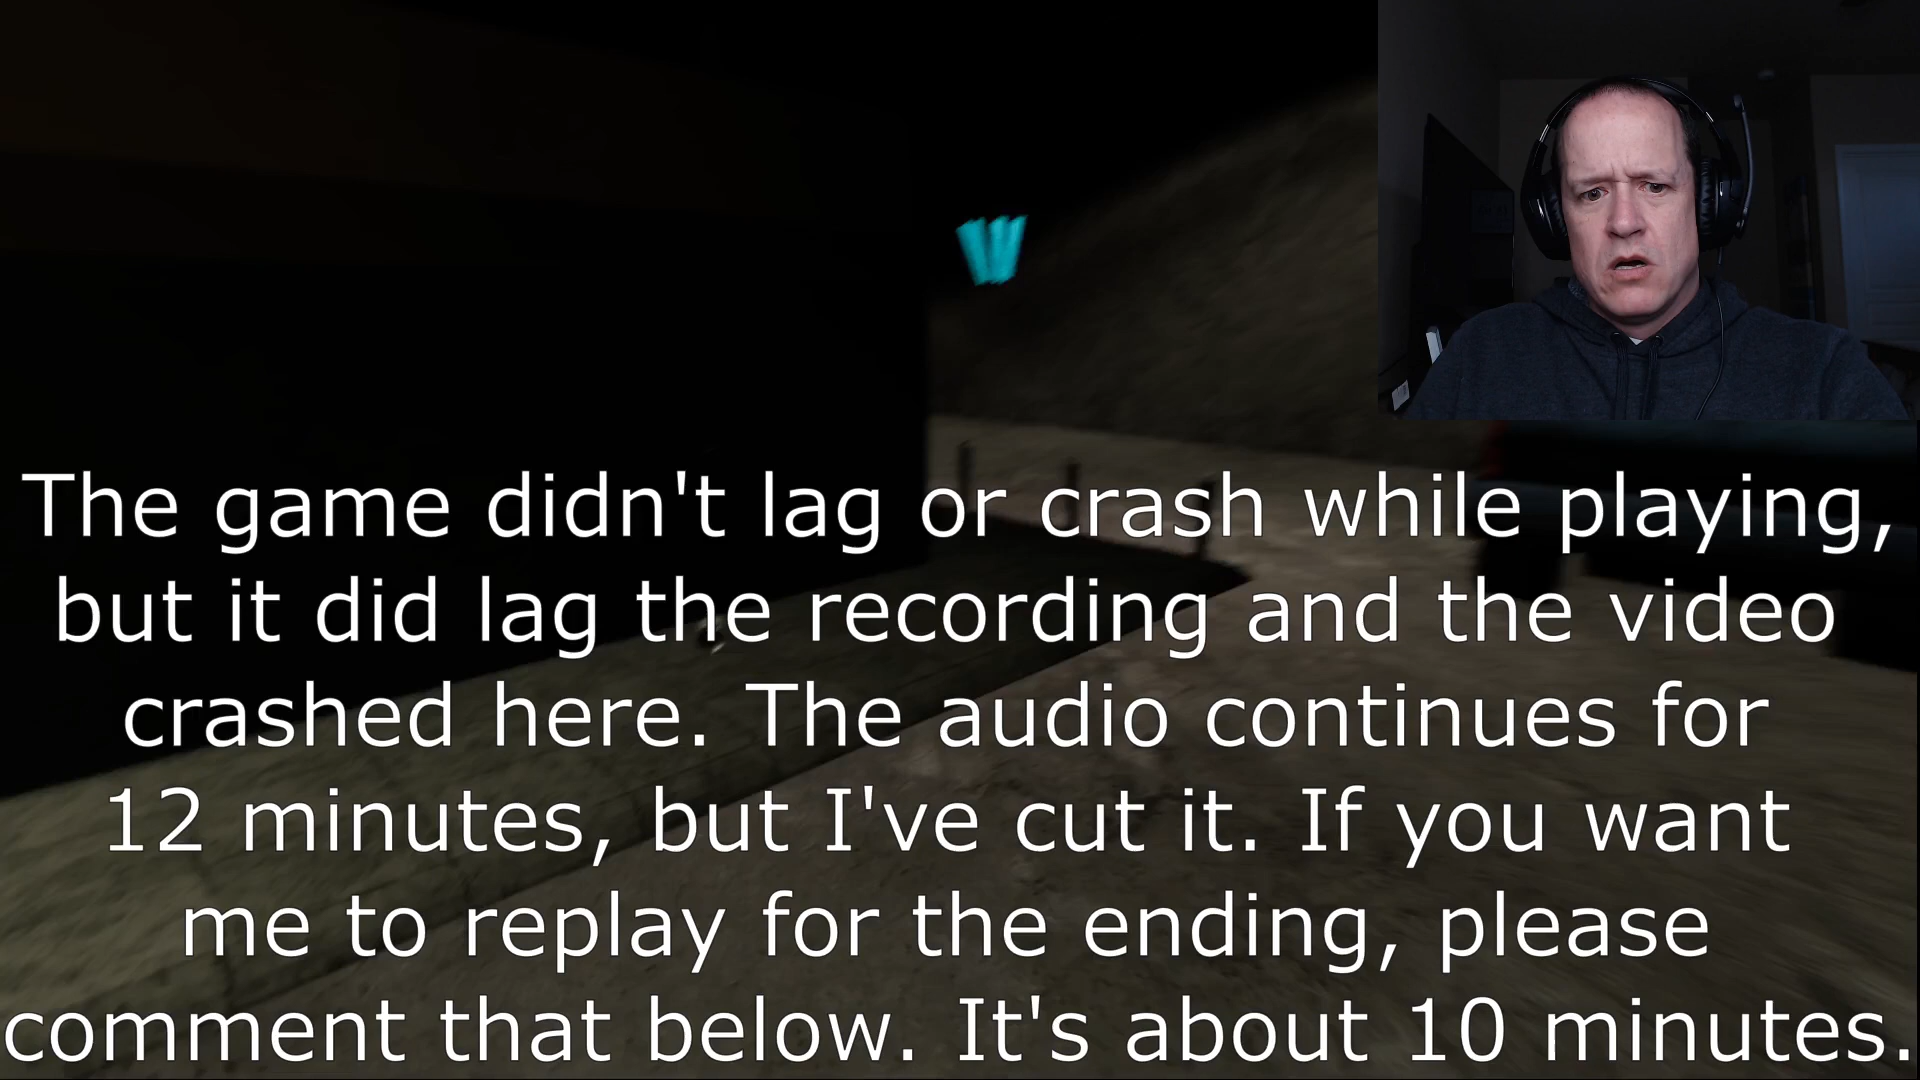 The game didn't lag or crash while playing,
but it did lag the recording and the video
crashed here. The audio continues for
12 minutes, but I've cut it. If you want
me to replay for the ending, please
comment that below. It's about 10 minutes.